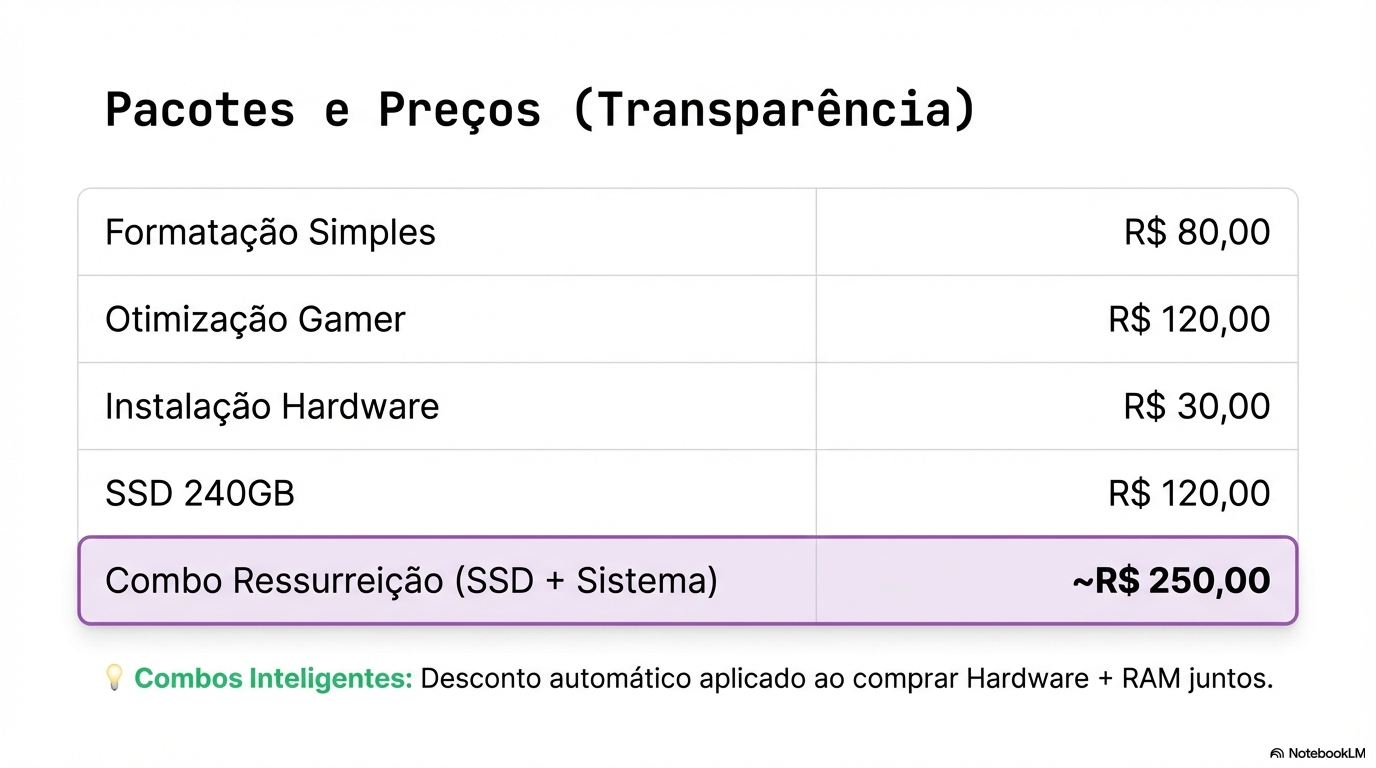 Pacotes e Preços (Transparência)
Formatação Simples R$ 80,00
Otimização Gamer R$ 120,00
Instalação Hardware R$ 30,00
SSD 240GB R$ 120,00
Combo Ressurreição (SSD + Sistema) ~R$ 250,00
Combos Inteligentes: Desconto automático aplicado ao comprar Hardware + RAM juntos.
NotebookLM